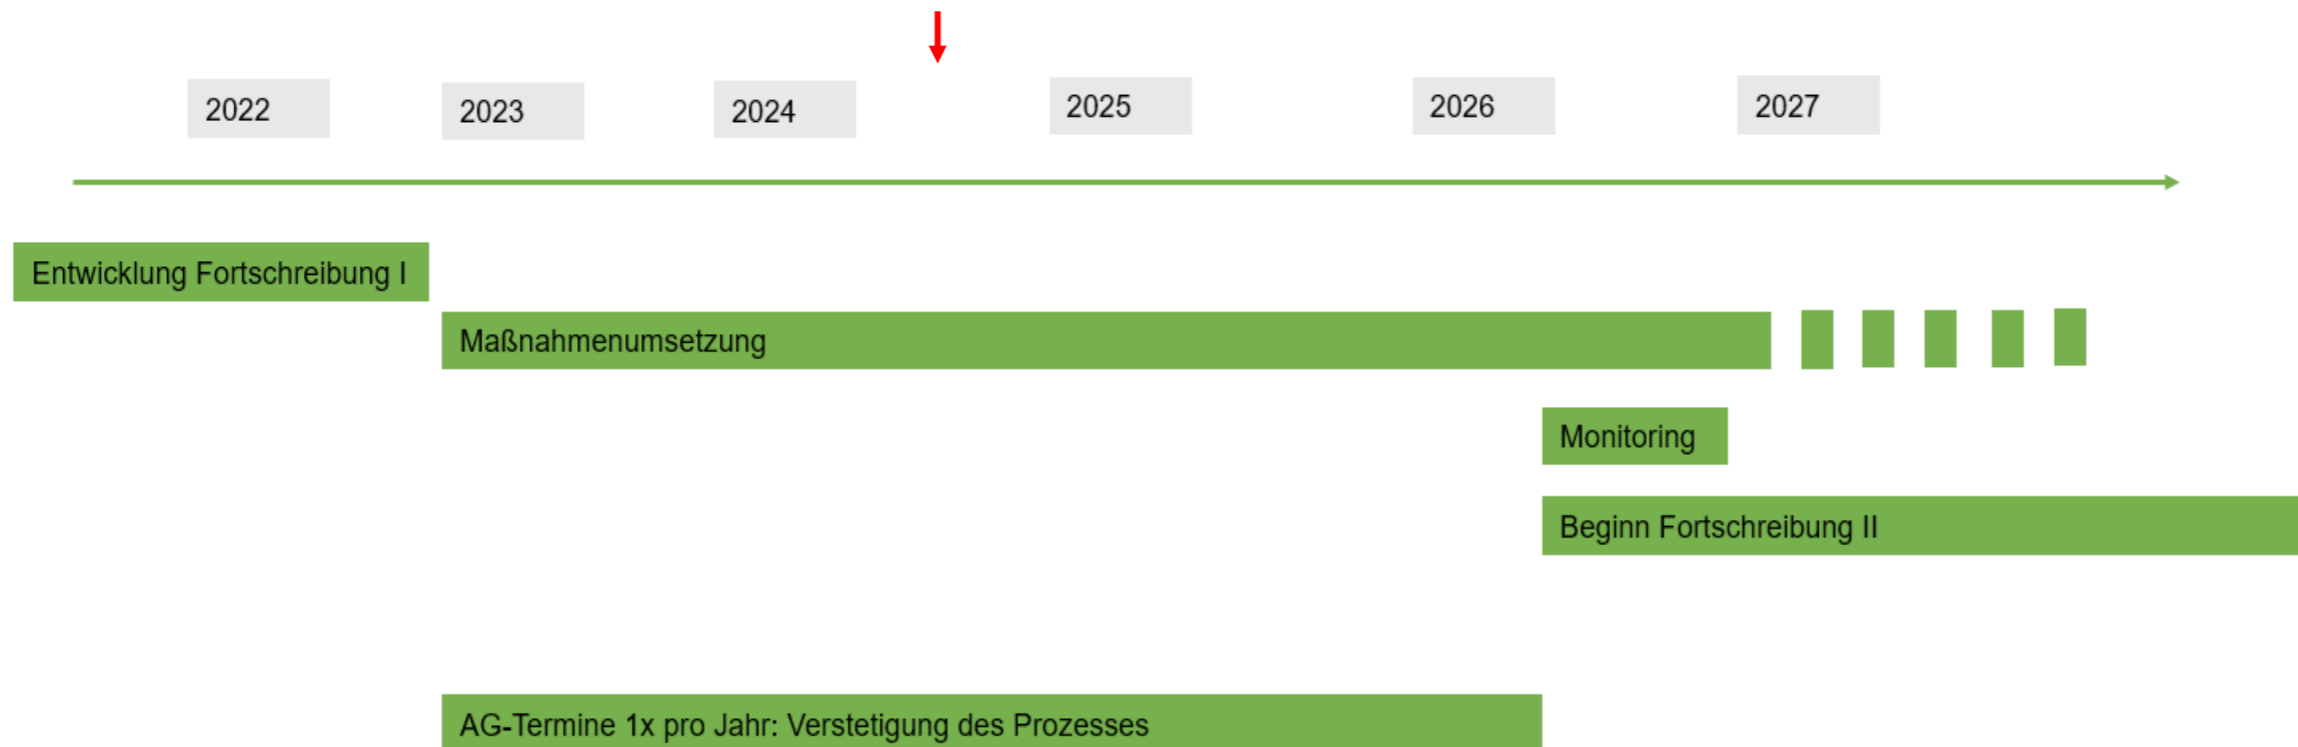 2022
2023
2024
2025
2026
2027
Entwicklung Fortschreibung I
Maßnahmenumsetzung
Monitoring
Beginn Fortschreibung II
AG-Termine 1x pro Jahr: Verstetigung des Prozesses